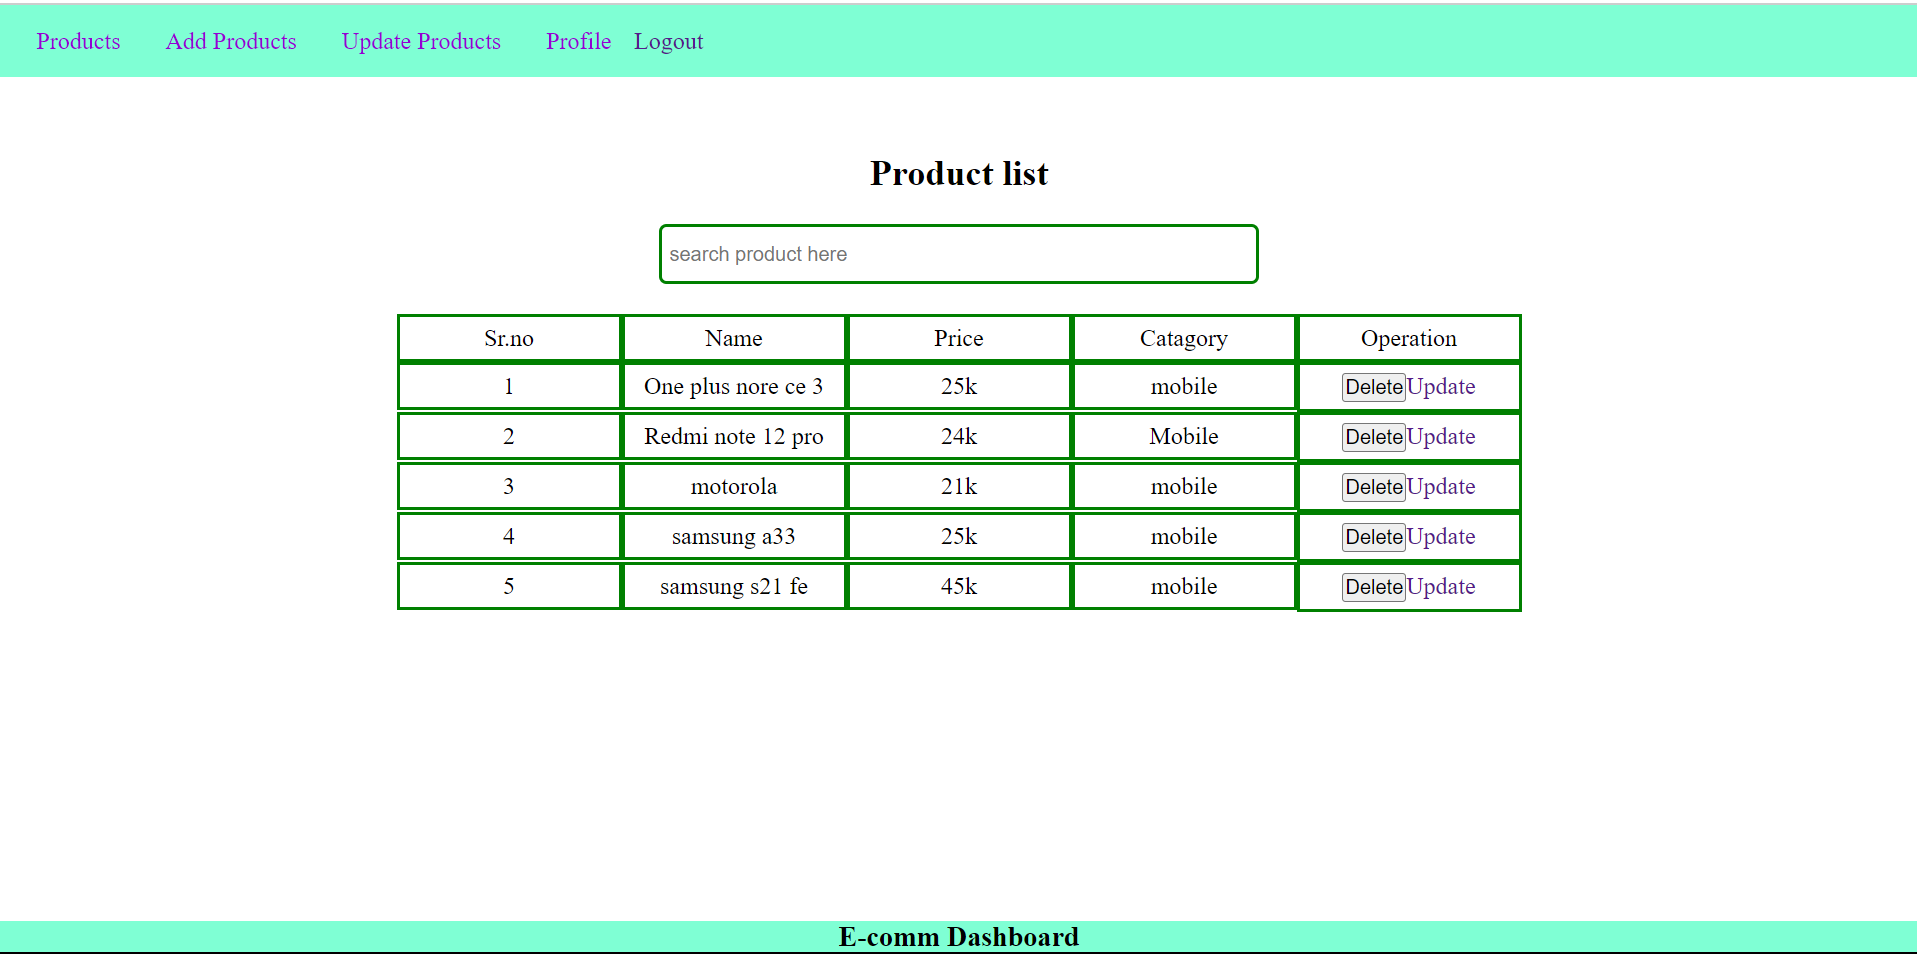 Products Add Products Update Products Profile Logout
Product list
search product here
Sr.no Name Price Catagory Operation
1 One plus nore ce 3 25k mobile Delete Update
2 Redmi note 12 pro 24k Mobile Delete Update
3 motorola 21k mobile Delete Update
4 samsung a33 25k mobile Delete Update
5 samsung s21 fe 45k mobile Delete Update
E-comm Dashboard